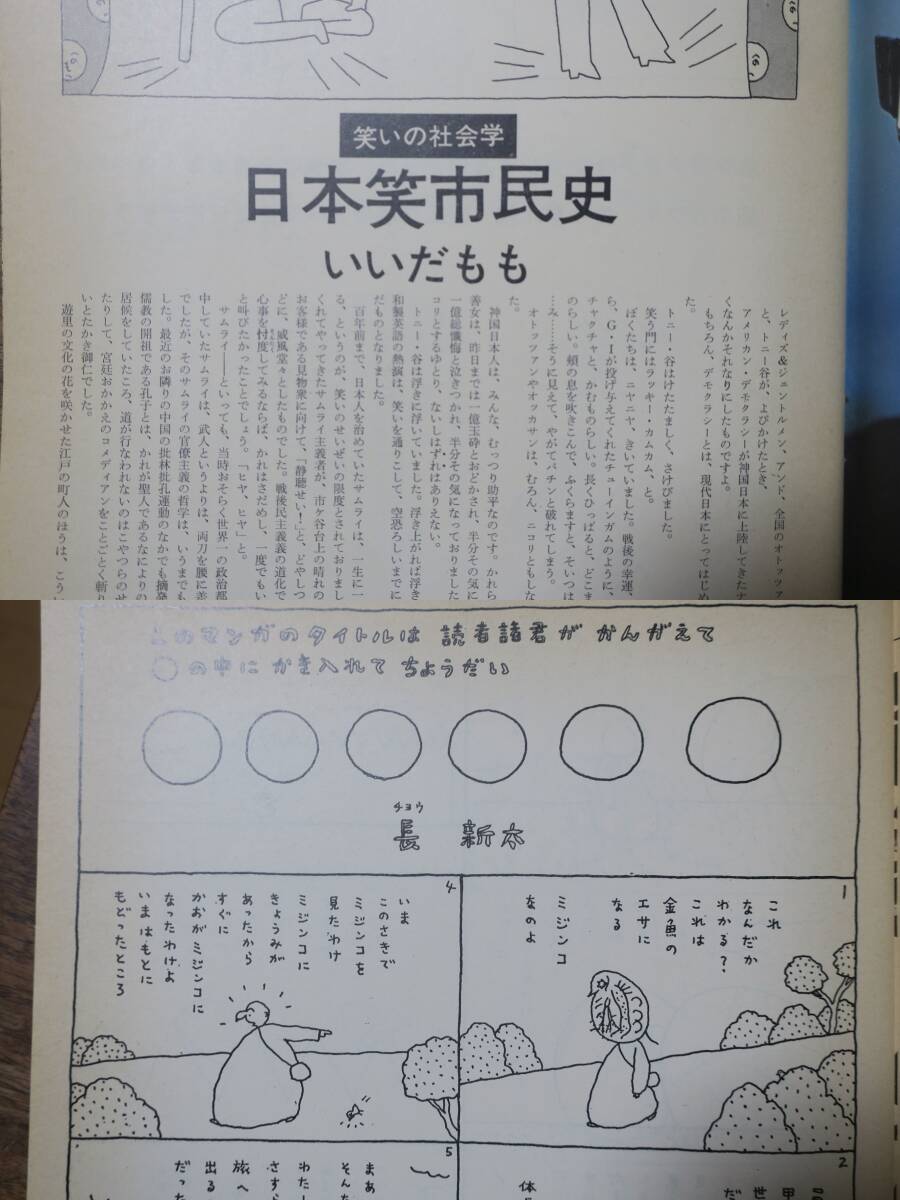 笑いの社会学
日本笑市民史
いいだもも
レディズ&ジェントルメン、アンド、全国のオトッツァ
と、トニー谷が、よびかけたとき、
アメリカン・デモクラシーが神国日本に上陸してきたす
くなんかそれなりにしたものですよ。
もちろん、デモクラシーとは、現代日本にとってはじめ
た。
トニー・谷はけたたましく、さけびました。
笑う門にはラッキー・カムカム、と。
ぼくたちは、ニヤニヤ、きいていました。戦後の幸運、
ら、G・Iが投げ与えてくれたチューインガムのように、
チャクチャと、かむものらしい。長くひっぱると、どこま
のらしい。頬の息を吹きこんで、ふくらますと、そいつは
……そうに見えて、やがてパチンと破れてしまう。
オトッツァンやオッカサンは、むろん、ニコリともしな
た。
神国日本人は、みんな、むっつり助平なのです。かれら
善女は、昨日までは一億玉砕とおどかされ、半分その気に
一億総懺悔と泣きつかれ、半分その気になっておりました
コリとするゆとり、ないしはずれはありえない。
トニー・谷は浮きに浮いていました。浮き上がれば浮き
和製英語の熱演は、笑いを通りこして、空恐ろしいまでに
だものとなりました。
百年前まで、日本人を治めていたサムライは、一生に一
る、というのが、笑いのせいぜいの限度とされておりまし
くれてやってきたサムライ主義者が、市ヶ谷台上の晴れの
お客様である見物衆に向けて、「静聴せい!」と、どやしつ
どに、威風堂々としたものでした。戦後民主主義の道化で
心事を忖度してみるならば、かれはさだめし、一度でもい
と叫びたかったことでしょう。「ヒヤ、ヒヤ」と。
サムライ――といっても、当時おそらく世界一の政治都
中していたサムライは、武人というよりは、両刀を腰に差
でしたが、そのサムライの官僚主義の哲学は、いうまでも
した。最近のお隣りの中国の批林批孔運動のなかでも摘発
儒教の開祖である孔子とは、かれが聖人であるなによりの
居候をしていたころ、道が行なわれないのはこやつらのせ
たりして、宮廷おかかえのコメディアンをことごとく斬り
いとたかき御仁でした。
遊里の文化の花を咲かせた江戸の町人のほうは、こうい
このマンガのタイトルは 読者諸君が かんがえて
○の中に かき入れて ちょうだい
チョウ
長 新太
1
これ
なんだか
わかる?
これは
金魚の
エサに
なる
ミジンコ
なのよ
4
いま
このさきで
ミジンコを
見たわけ
ミジンコに
きょうみが
あったから
すぐに
かおがミジンコに
なったわけよ
いまはもとに
もどったところ
2
世
だ
体
5
まあ
そんな
わたし
さすら
旅へ
出る
だった